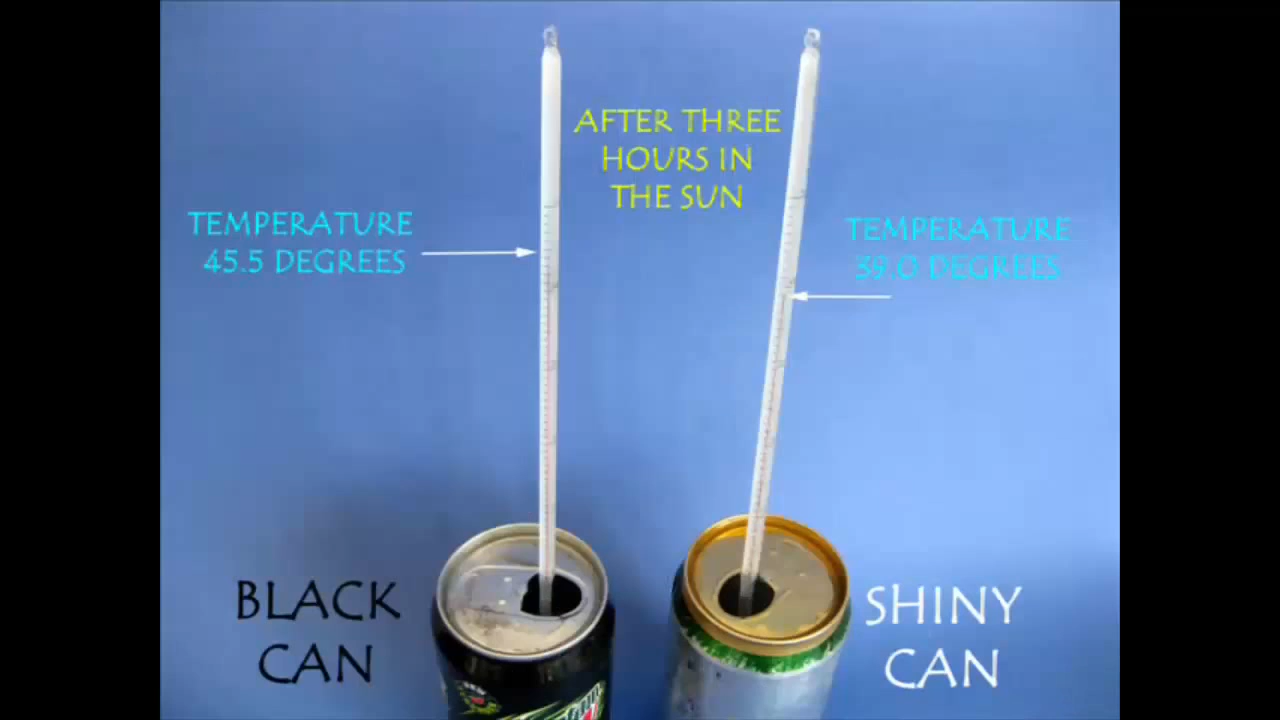 AFTER THREE
HOURS IN
THE SUN
TEMPERATURE
45.5 DEGREES
TEMPERATURE
39.0 DEGREES
BLACK
CAN
SHINY
CAN